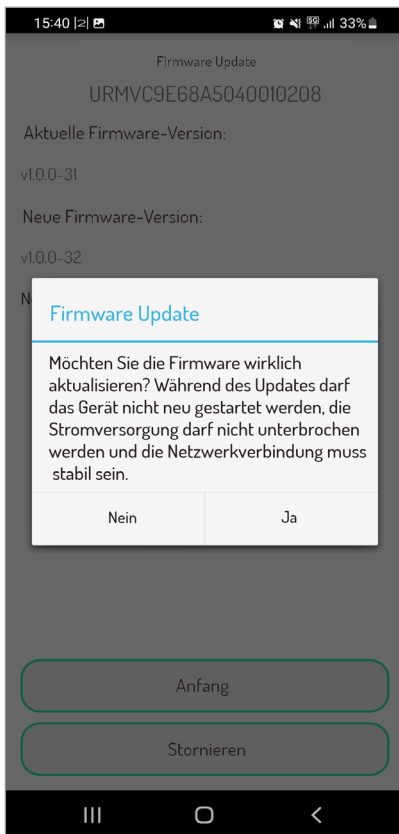 15:40 |2| 5G 33%
Firmware Update
URMVC9E68A5040010208
Aktuelle Firmware-Version:
v1.0.0-31
Neue Firmware-Version:
v1.0.0-32
Firmware Update
Möchten Sie die Firmware wirklich
aktualisieren? Während des Updates darf
das Gerät nicht neu gestartet werden, die
Stromversorgung darf nicht unterbrochen
werden und die Netzwerkverbindung muss
stabil sein.
Nein Ja
Anfang
Stornieren